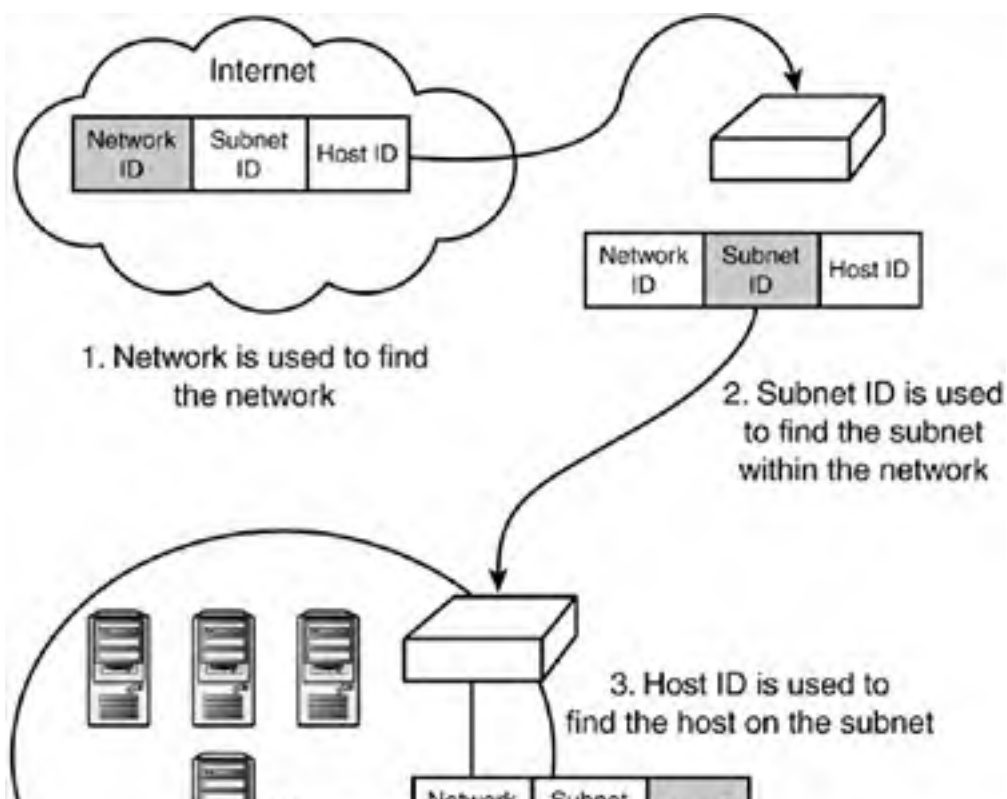 Internet
Network
ID
Subnet
ID
Host ID
1. Network is used to find
the network
Network
ID
Subnet
ID
Host ID
2. Subnet ID is used
to find the subnet
within the network
3. Host ID is used to
find the host on the subnet
Network
Subnet